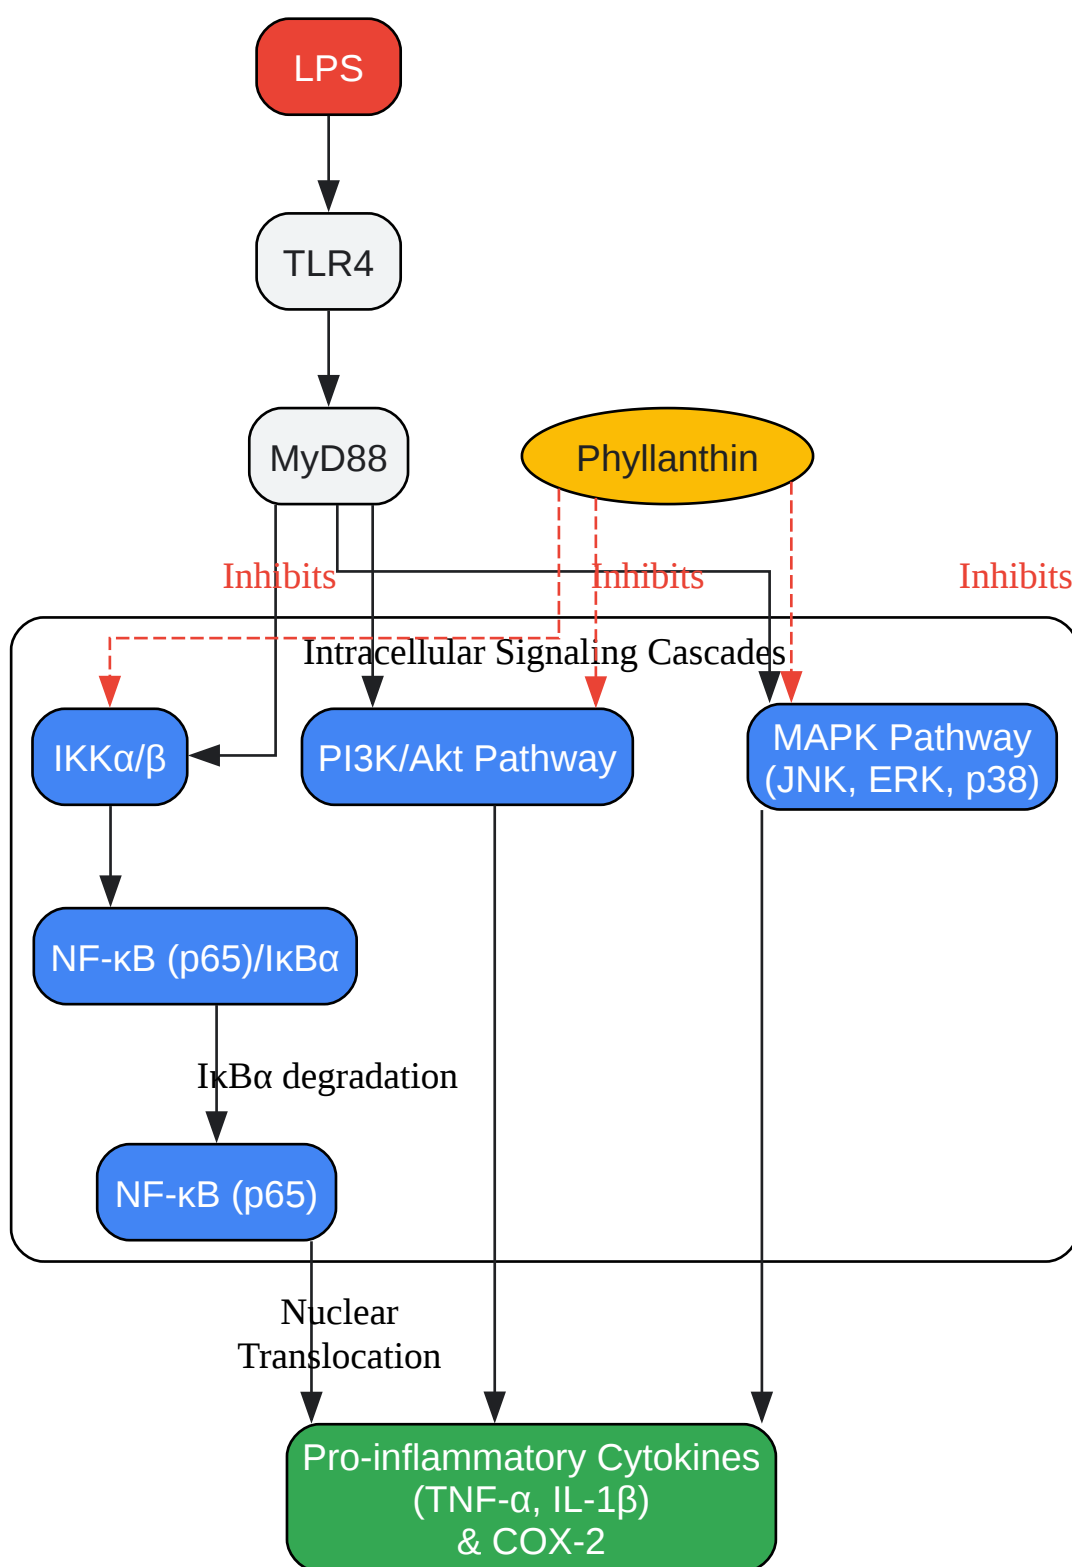 LPS
TLR4
MyD88
Phyllanthin
Inhibits
Inhibits
Inhibits
Intracellular Signaling Cascades
IKKα/β
PI3K/Akt Pathway
MAPK Pathway
(JNK, ERK, p38)
NF-κB (p65)/IκBα
IκBα degradation
NF-κB (p65)
Nuclear
Translocation
Pro-inflammatory Cytokines
(TNF-α, IL-1β)
& COX-2